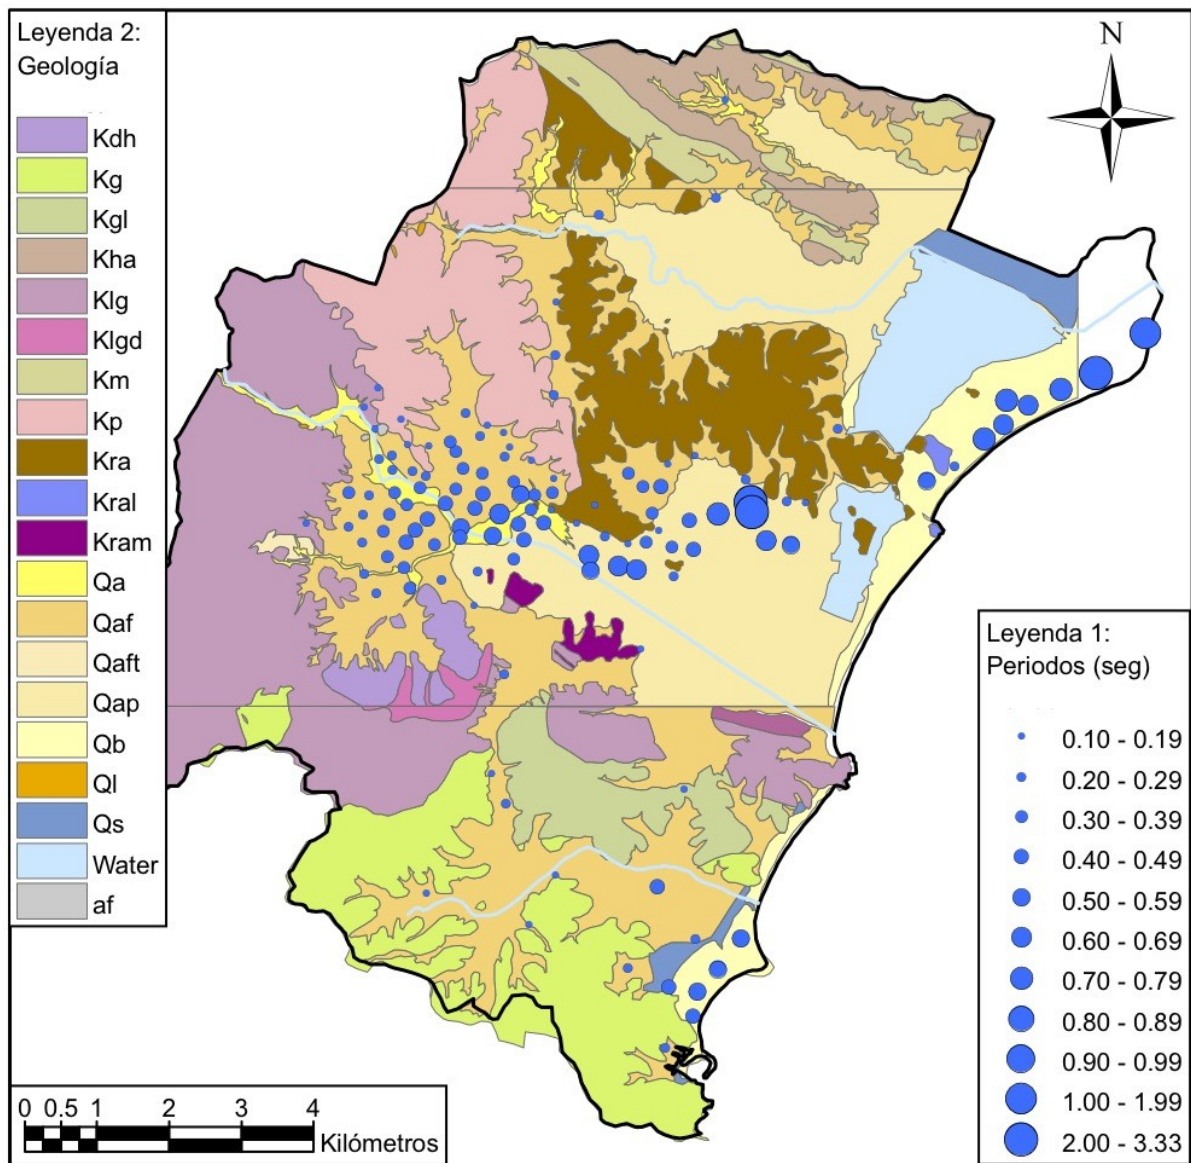 Leyenda 2:
Geología
Kdh
Kg
Kgl
Kha
Klg
Klgd
Km
Kp
Kra
Kral
Kram
Qa
Qaf
Qaft
Qap
Qb
Ql
Qs
Water
af
N
Leyenda 1:
Periodos (seg)
0.10 - 0.19
0.20 - 0.29
0.30 - 0.39
0.40 - 0.49
0.50 - 0.59
0.60 - 0.69
0.70 - 0.79
0.80 - 0.89
0.90 - 0.99
1.00 - 1.99
2.00 - 3.33
0 0.5 1 2 3 4
Kilómetros